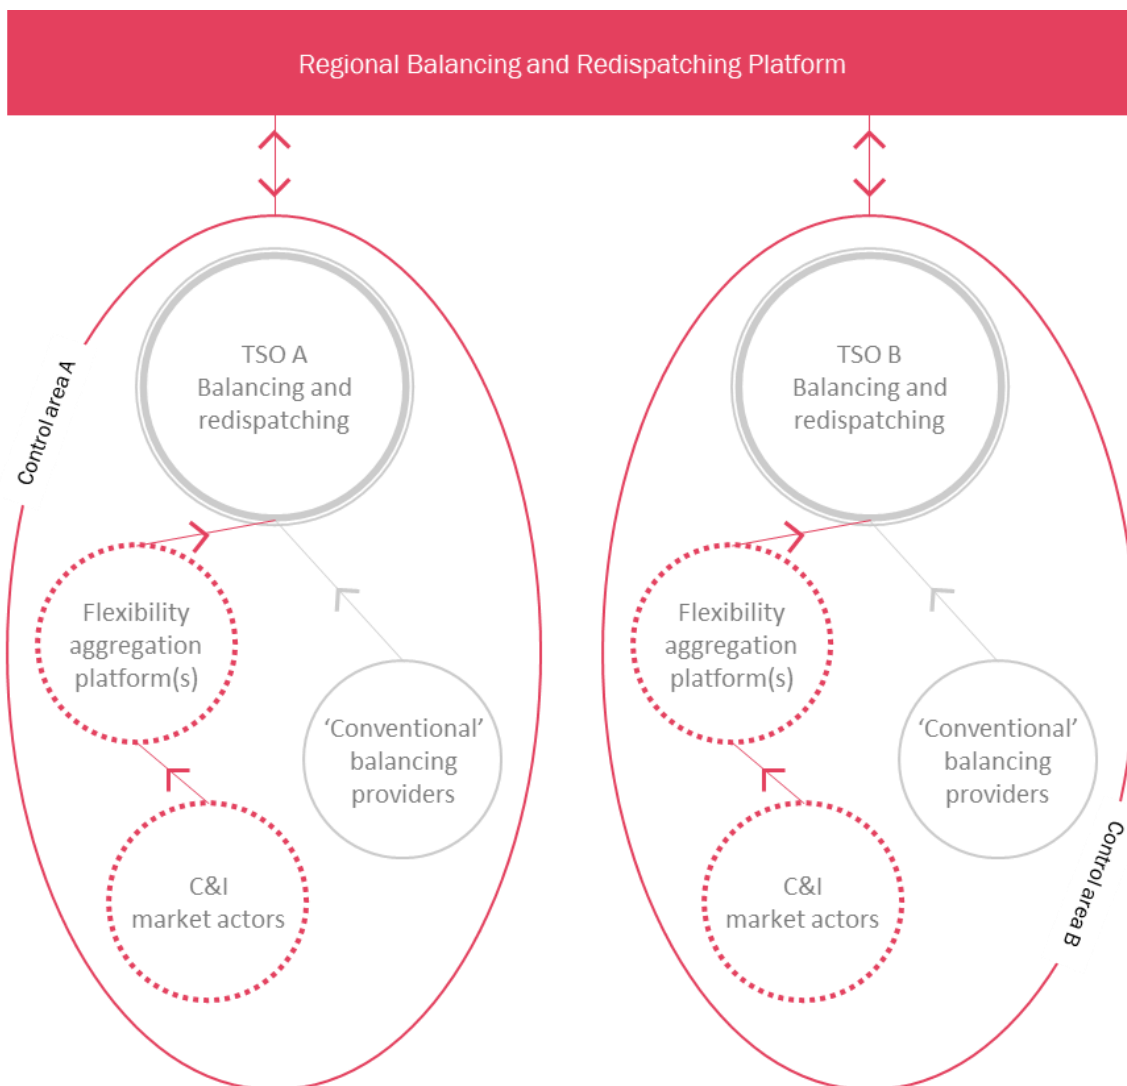 Regional Balancing and Redispatching Platform
Control area A
TSO A
Balancing and
redispatching
Flexibility
aggregation
platform(s)
‘Conventional’
balancing
providers
C&I
market actors
TSO B
Balancing and
redispatching
Flexibility
aggregation
platform(s)
‘Conventional’
balancing
providers
C&I
market actors
Control area B